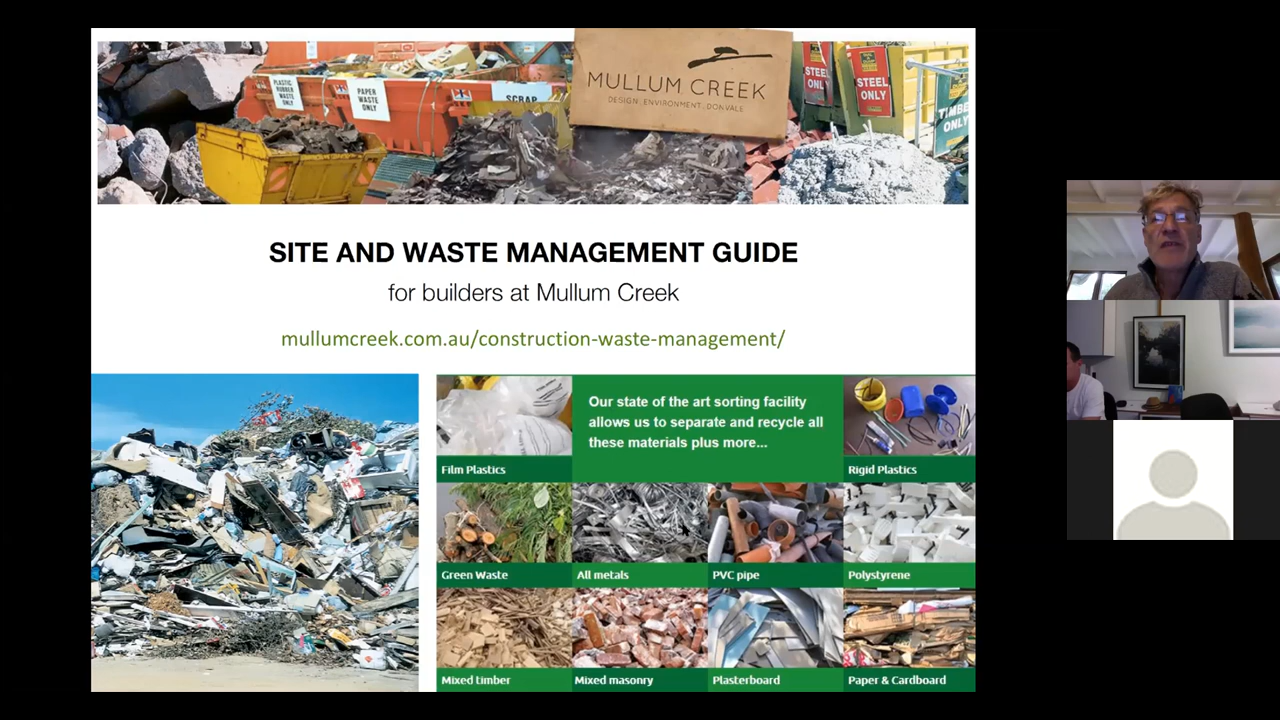 PLASTIC
RUBBER
WASTE
ONLY
PAPER
WASTE
ONLY
SCRAP
MULLUM CREEK
DESIGN, ENVIRONMENT, DONVALE
STEEL
ONLY
STEEL
ONLY
TIMBE
ONLY
SITE AND WASTE MANAGEMENT GUIDE
for builders at Mullum Creek
mullumcreek.com.au/construction-waste-management/
Our state of the art sorting facility
allows us to separate and recycle all
these materials plus more...
Film Plastics
Rigid Plastics
Green Waste
All metals
PVC pipe
Polystyrene
Mixed timber
Mixed masonry
Plasterboard
Paper & Cardboard